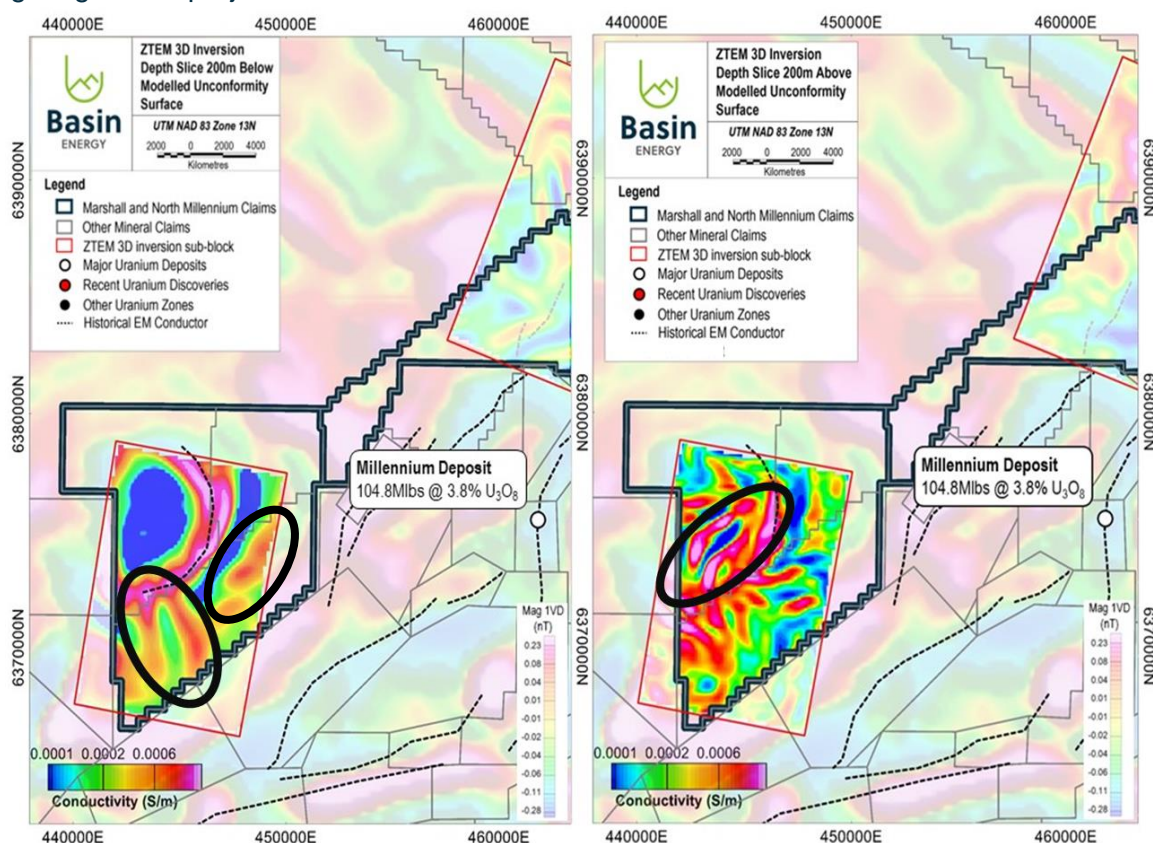 440000E
450000E
460000E
Basin
ENERGY
ZTEM 3D Inversion
Depth Slice 200m Below
Modelled Unconformity
Surface
UTM NAD 83 Zone 13N
2000 0 2000 4000
Kilometres
Legend
Marshall and North Millennium Claims
Other Mineral Claims
ZTEM 3D inversion sub-block
Major Uranium Deposits
Recent Uranium Discoveries
Other Uranium Zones
Historical EM Conductor
6390000N
6380000N
6370000N
Millennium Deposit
104.8Mlbs @ 3.8% U₃O₈
Mag 1VD
(nT)
0.23
0.08
0.04
0.01
-0.01
-0.02
-0.04
-0.06
-0.11
-0.28
0.0001 0.0002 0.0006
Conductivity (S/m)
6390000N
6380000N
6370000N
440000E
450000E
460000E
440000E
450000E
460000E
Basin
ENERGY
ZTEM 3D Inversion
Depth Slice 200m Above
Modelled Unconformity
Surface
UTM NAD 83 Zone 13N
2000 0 2000 4000
Kilometres
Legend
Marshall and North Millennium Claims
Other Mineral Claims
ZTEM 3D inversion sub-block
Major Uranium Deposits
Recent Uranium Discoveries
Other Uranium Zones
Historical EM Conductor
Millennium Deposit
104.8Mlbs @ 3.8% U₃O₈
Mag 1VD
(nT)
0.23
0.08
0.04
0.01
-0.01
-0.02
-0.04
-0.06
-0.11
-0.28
0.0001 0.0002 0.0006
Conductivity (S/m)
6390000N
6380000N
6370000N
440000E
450000E
460000E